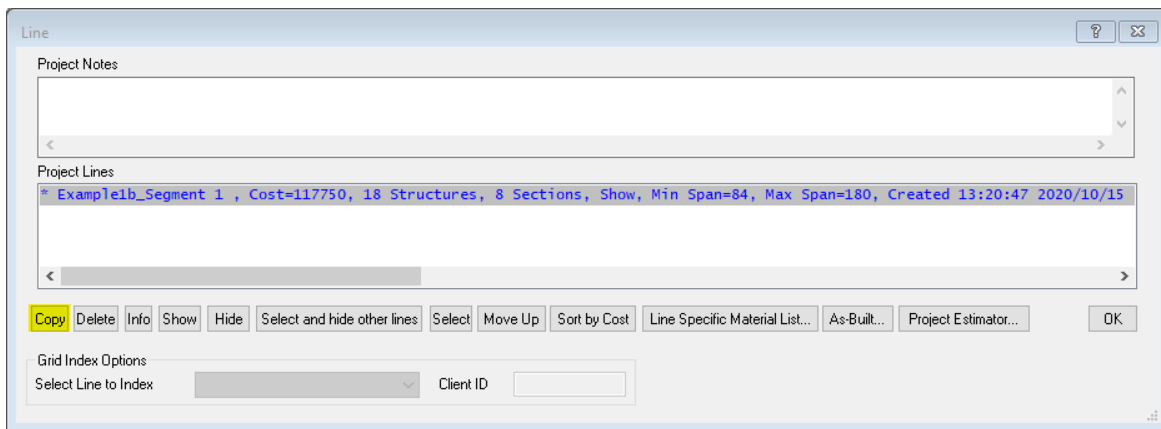 Line
Project Notes
Project Lines
* Example1b_Segment 1 , Cost=117750, 18 Structures, 8 Sections, Show, Min Span=84, Max Span=180, Created 13:20:47 2020/10/15
Copy Delete Info Show Hide Select and hide other lines Select Move Up Sort by Cost Line Specific Material List... As-Built... Project Estimator... OK
Grid Index Options
Select Line to Index Client ID